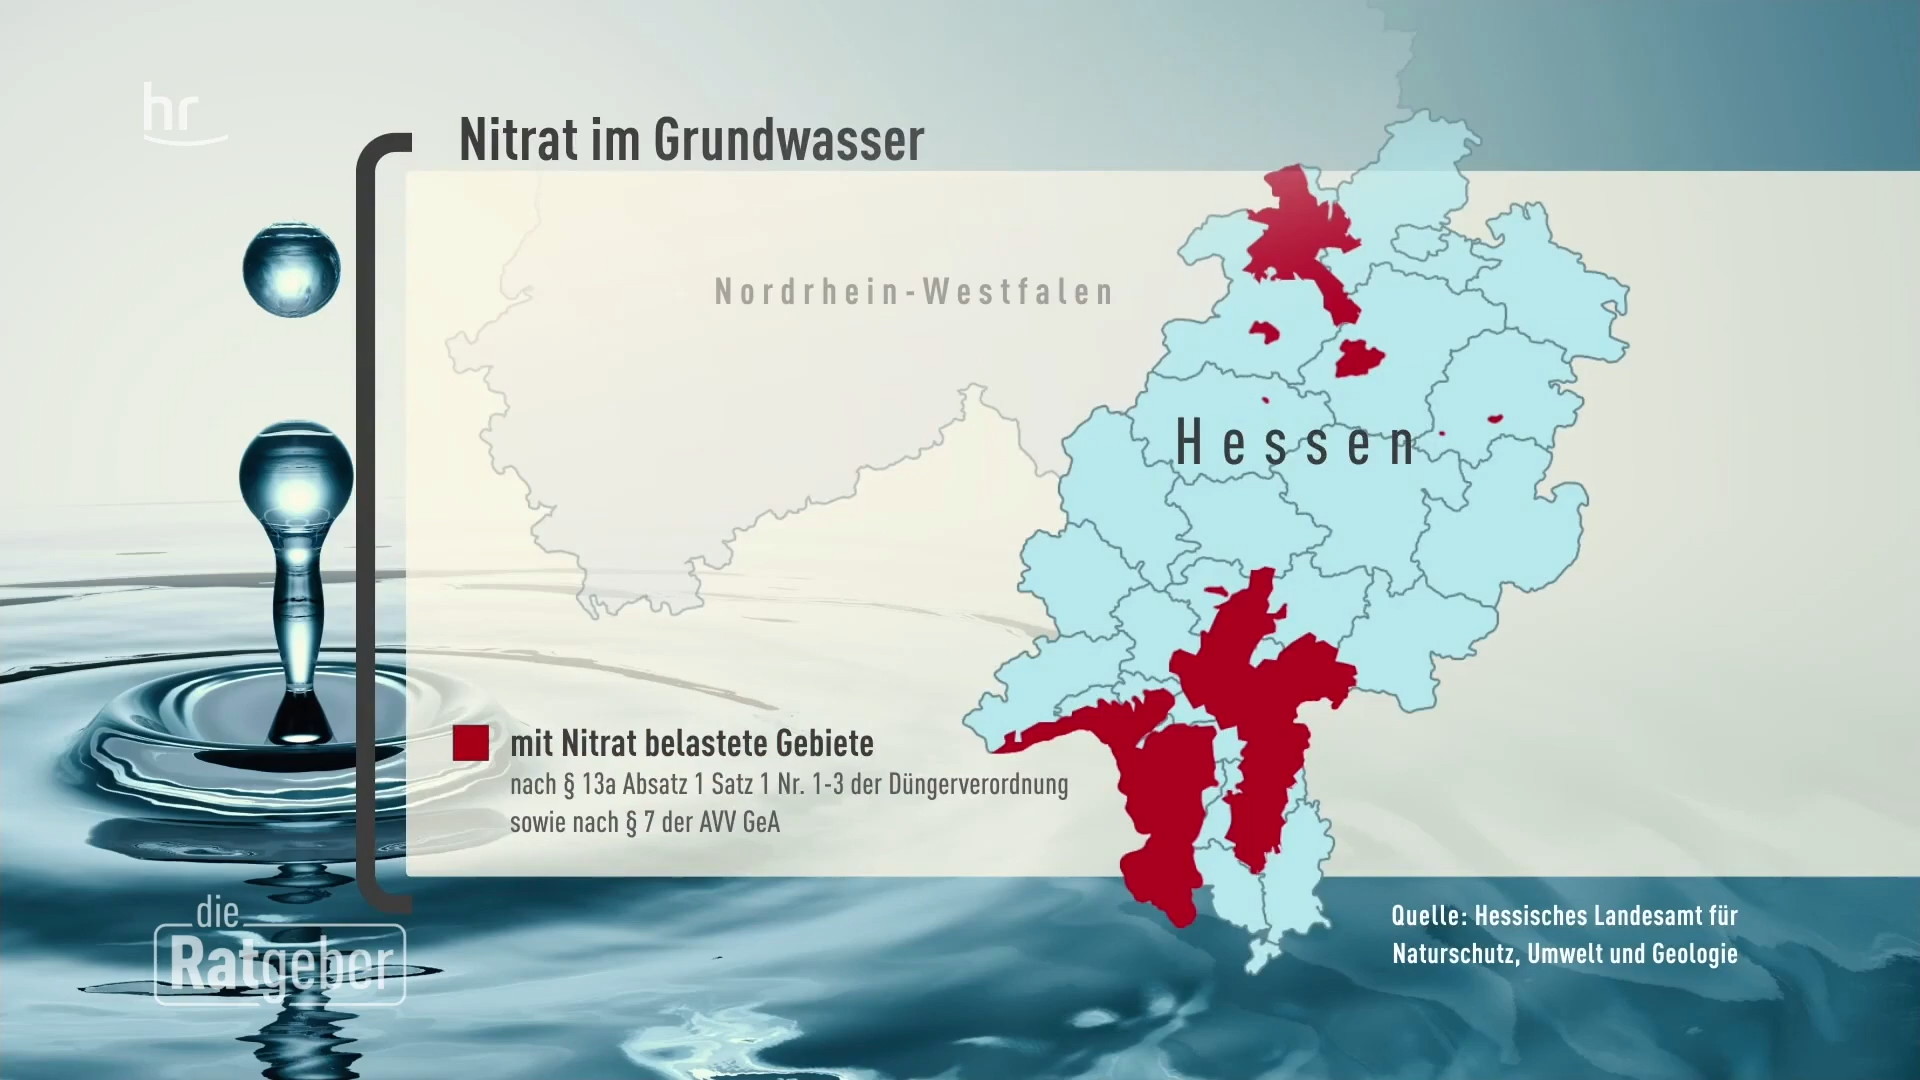 hr
Nitrat im Grundwasser
Nordrhein-Westfalen
Hessen
mit Nitrat belastete Gebiete
nach § 13a Absatz 1 Satz 1 Nr. 1-3 der Düngerverordnung
sowie nach § 7 der AVV GeA
die
Ratgeber
Quelle: Hessisches Landesamt für
Naturschutz, Umwelt und Geologie